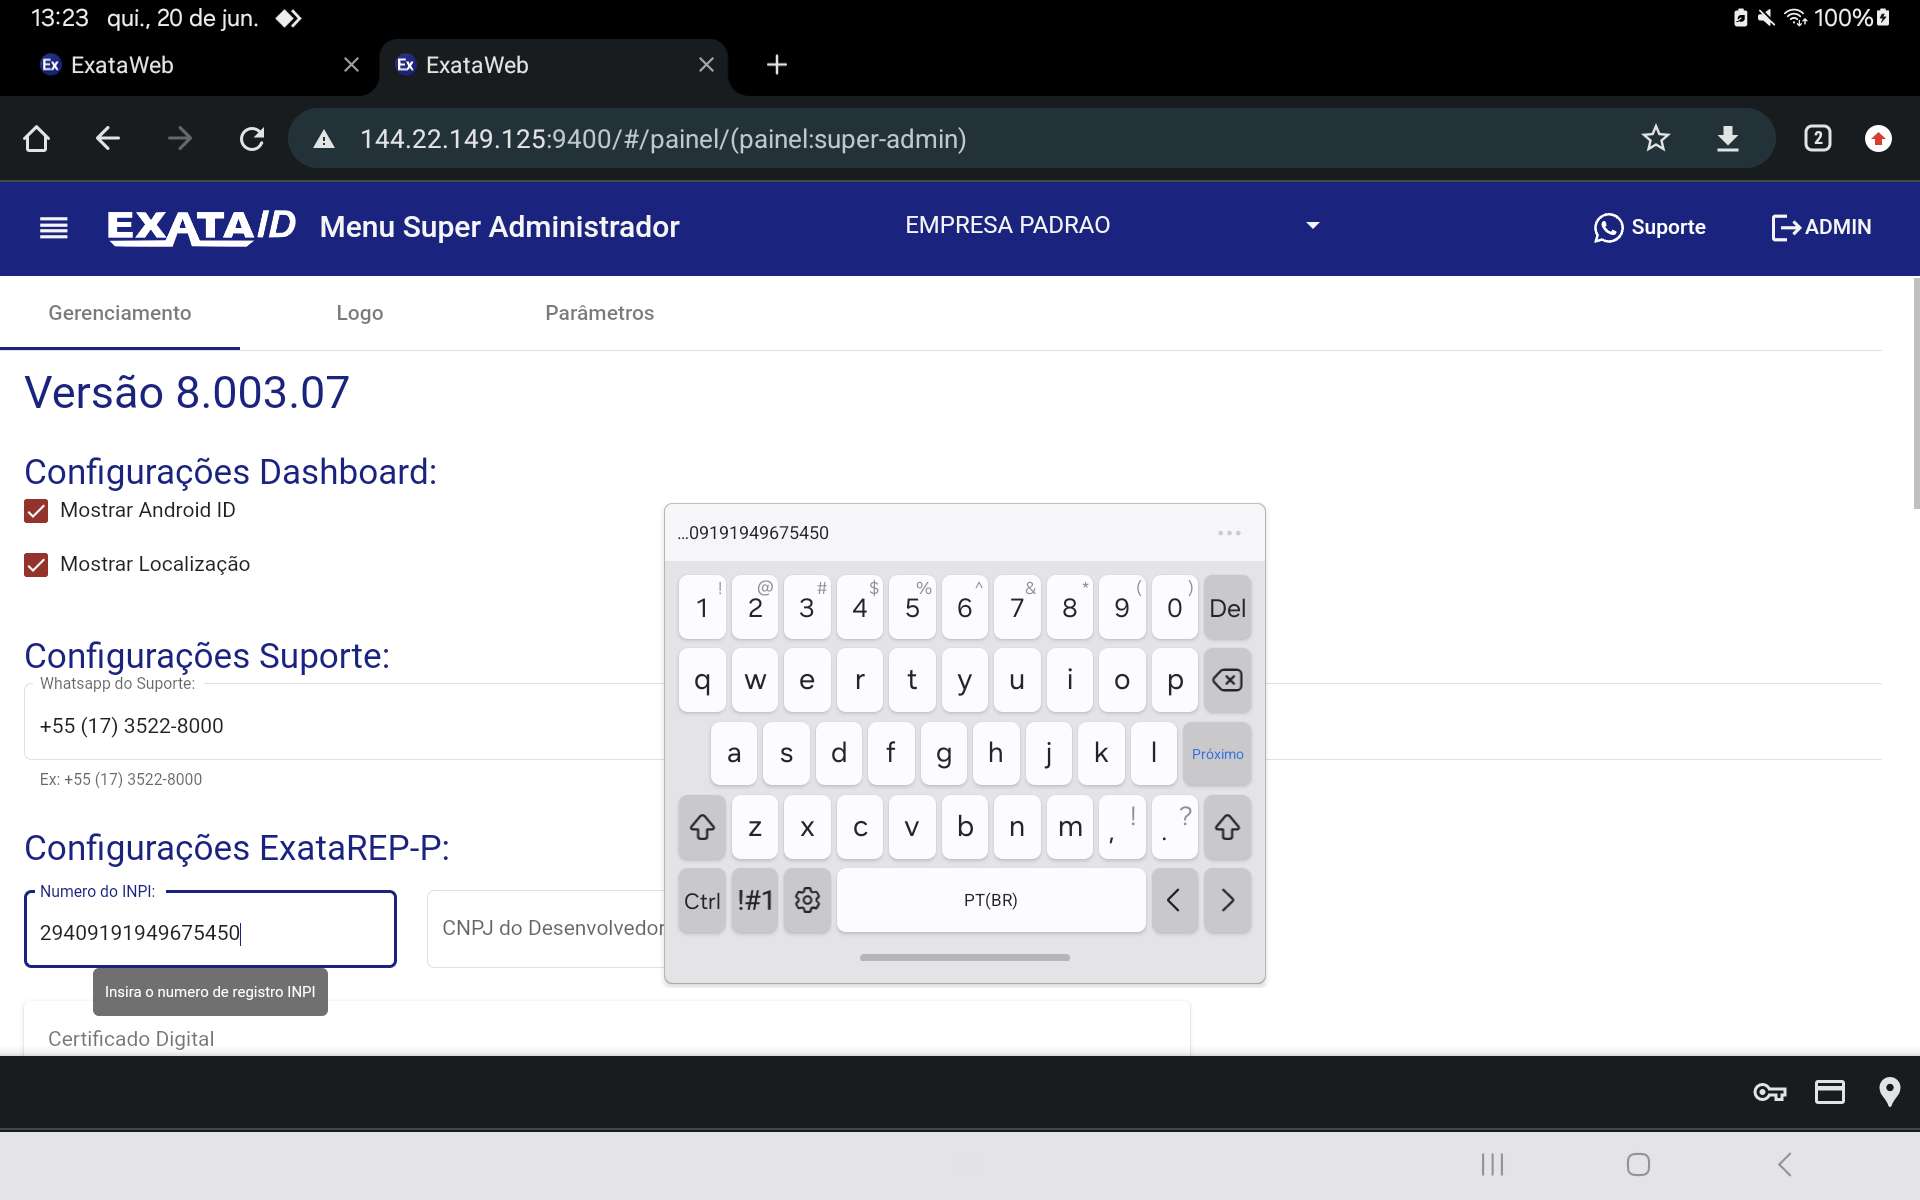 13:23 qui., 20 de jun. 100%
Ex ExataWeb
Ex ExataWeb
144.22.149.125:9400/#/painel/(painel:super-admin)
2
EXATA/D Menu Super Administrador EMPRESA PADRAO Suporte ADMIN
Gerenciamento Logo Parâmetros
Versão 8.003.07
Configurações Dashboard:
Mostrar Android ID
Mostrar Localização
Configurações Suporte:
Whatsapp do Suporte:
+55 (17) 3522-8000
Ex: +55 (17) 3522-8000
Configurações ExataREP-P:
Numero do INPI:
29409191949675450
CNPJ do Desenvolvedor
Insira o numero de registro INPI
Certificado Digital
...09191949675450
! @ # $ % ^ & * ( )
1 2 3 4 5 6 7 8 9 0 Del
q w e r t y u i o p
a s d f g h j k l Próximo
z x c v b n m , ! . ?
Ctrl !#1 PT(BR) < >